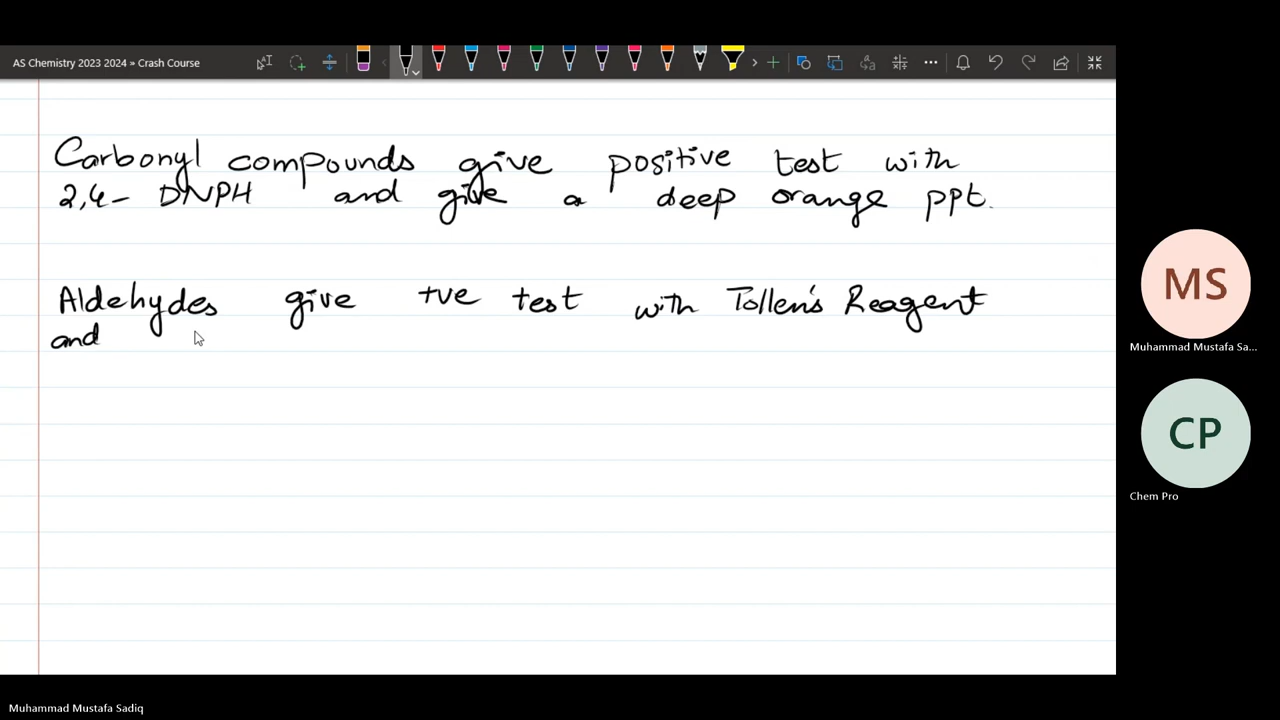 AS Chemistry 2023 2024 » Crash Course
Carbonyl compounds give positive test with
2,4- DNPH and give a deep orange ppt.
Aldehydes give +ve test with Tollen's Reagent
and
MS
Muhammad Mustafa Sa...
CP
Chem Pro
Muhammad Mustafa Sadiq